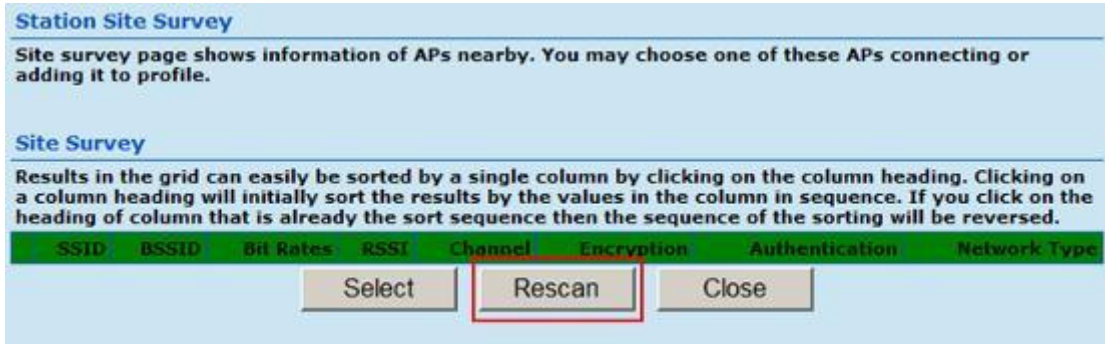 Station Site Survey
Site survey page shows information of APs nearby. You may choose one of these APs connecting or
adding it to profile.
Site Survey
Results in the grid can easily be sorted by a single column by clicking on the column heading. Clicking on
a column heading will initially sort the results by the values in the column in sequence. If you click on the
heading of column that is already the sort sequence then the sequence of the sorting will be reversed.
SSID BSSID Bit Rates RSSI Channel Encryption Authentication Network Type
Select Rescan Close